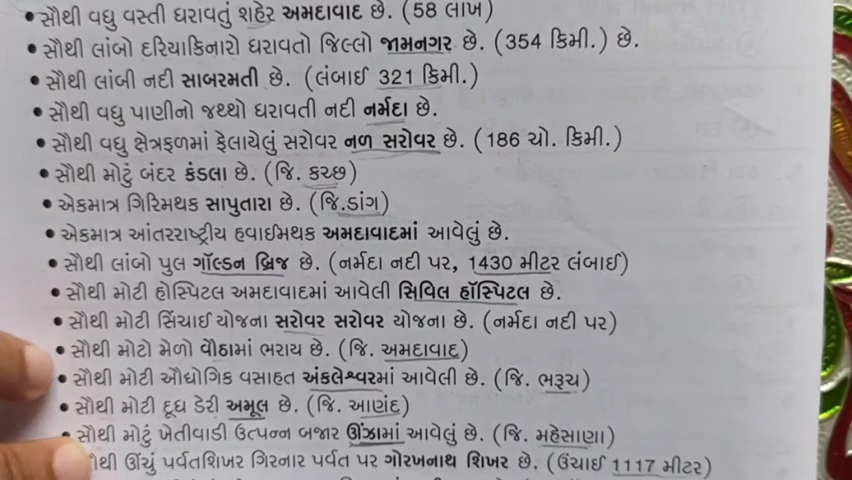 • સૌથી વધુ વસ્તી ધરાવતું શહેર અમદાવાદ છે. (58 લાખ)
• સૌથી લાંબો દરિયાકિનારો ધરાવતો જિલ્લો જામનગર છે. (354 કિમી.) છે.
• સૌથી લાંબી નદી સાબરમતી છે. (લંબાઈ 321 કિમી.)
• સૌથી વધુ પાણીનો જથ્થો ધરાવતી નદી નર્મદા છે.
• સૌથી વધુ ક્ષેત્રફળમાં ફેલાયેલું સરોવર નળ સરોવર છે. (186 ચો. કિમી.)
• સૌથી મોટું બંદર કંડલા છે. (જિ. કચ્છ)
• એકમાત્ર ગિરિમથક સાપુતારા છે. (જિ.ડાંગ)
• એકમાત્ર આંતરરાષ્ટ્રીય હવાઈમથક અમદાવાદમાં આવેલું છે.
• સૌથી લાંબો પુલ ગૉલ્ડન બ્રિજ છે. (નર્મદા નદી પર, 1430 મીટર લંબાઈ)
• સૌથી મોટી હોસ્પિટલ અમદાવાદમાં આવેલી સિવિલ હૉસ્પિટલ છે.
• સૌથી મોટી સિંચાઈ યોજના સરોવર સરોવર યોજના છે. (નર્મદા નદી પર)
• સૌથી મોટો મેળો વૌઠામાં ભરાય છે. (જિ. અમદાવાદ)
• સૌથી મોટી ઔધોગિક વસાહત અંકલેશ્વરમાં આવેલી છે. (જિ. ભરૂચ)
• સૌથી મોટી દૂધ ડેરી અમૂલ છે. (જિ. આણંદ)
• સૌથી મોટું ખેતીવાડી ઉત્પન્ન બજાર ઊંઝામાં આવેલું છે. (જિ. મહેસાણા)
ઊંચું પર્વતશિખર ગિરનાર પર્વત પર ગોરખનાથ શિખર છે. (ઉંચાઈ 1117 મીટર)